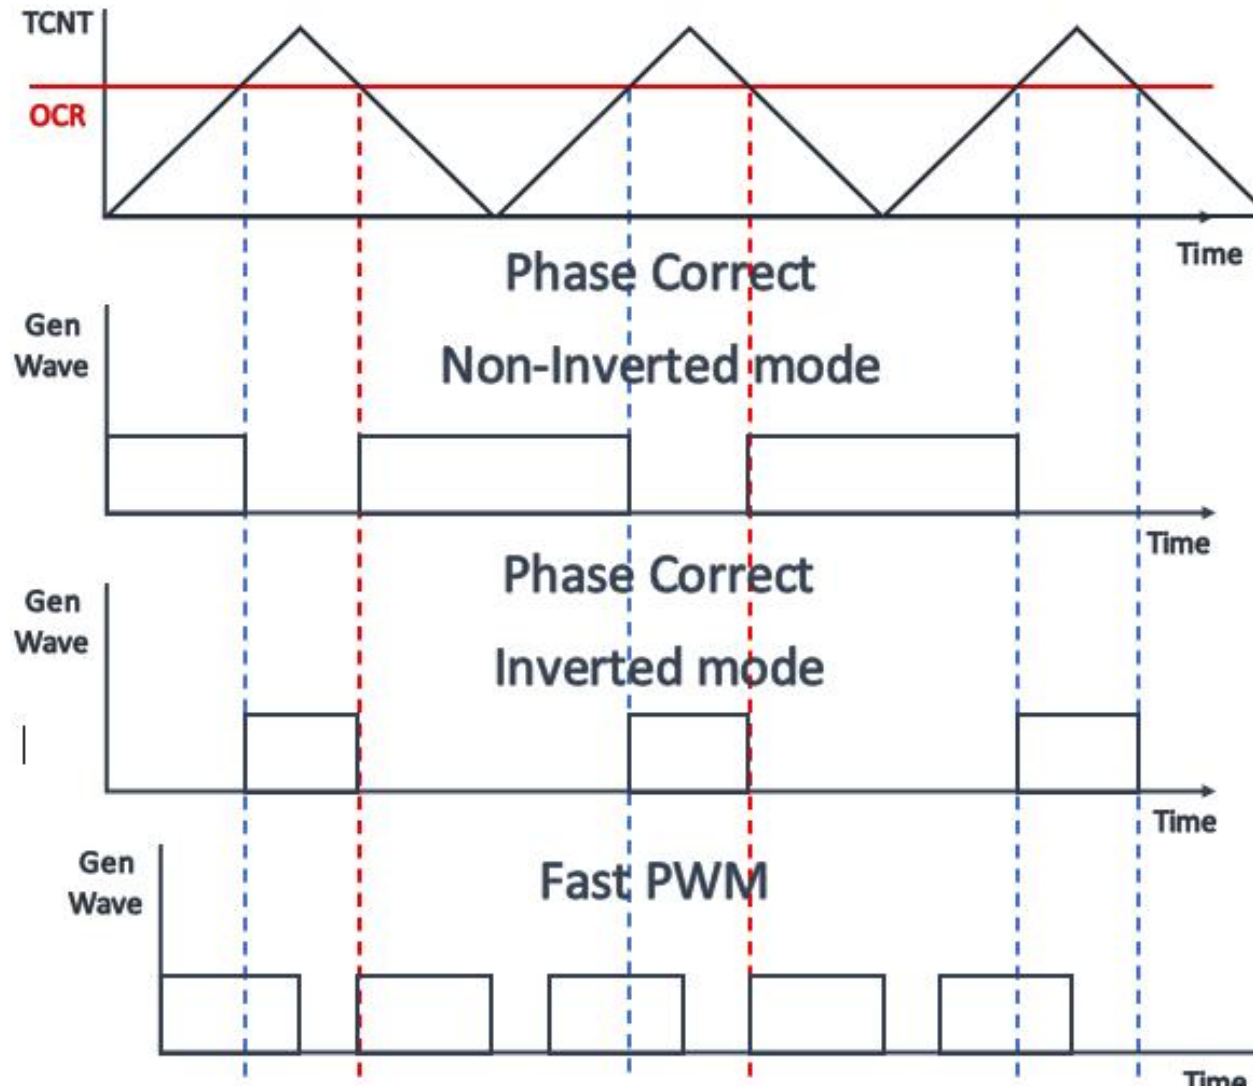 TCNT
OCR
Time
Phase Correct
Gen
Wave
Non-Inverted mode
Time
Phase Correct
Gen
Wave
Inverted mode
Time
Gen
Wave
Fast PWM
Time